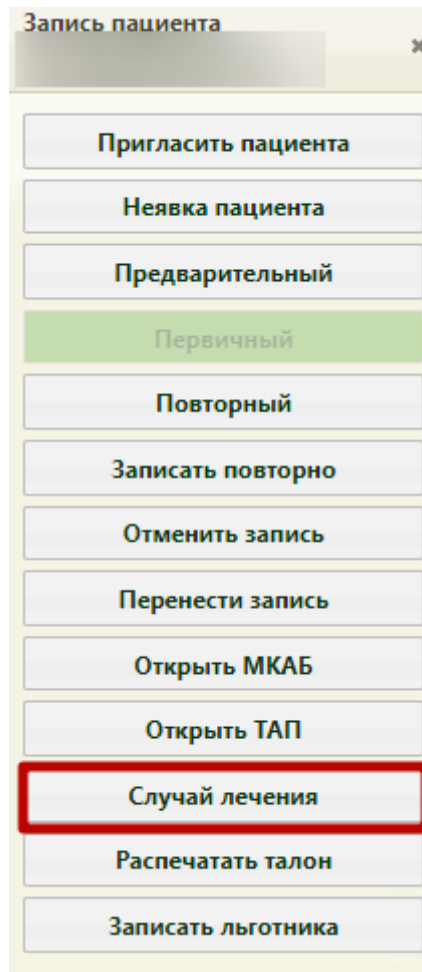 Запись пациента
Пригласить пациента
Неявка пациента
Предварительный
Первичный
Повторный
Записать повторно
Отменить запись
Перенести запись
Открыть МКАБ
Открыть ТАП
Случай лечения
Распечатать талон
Записать льготника